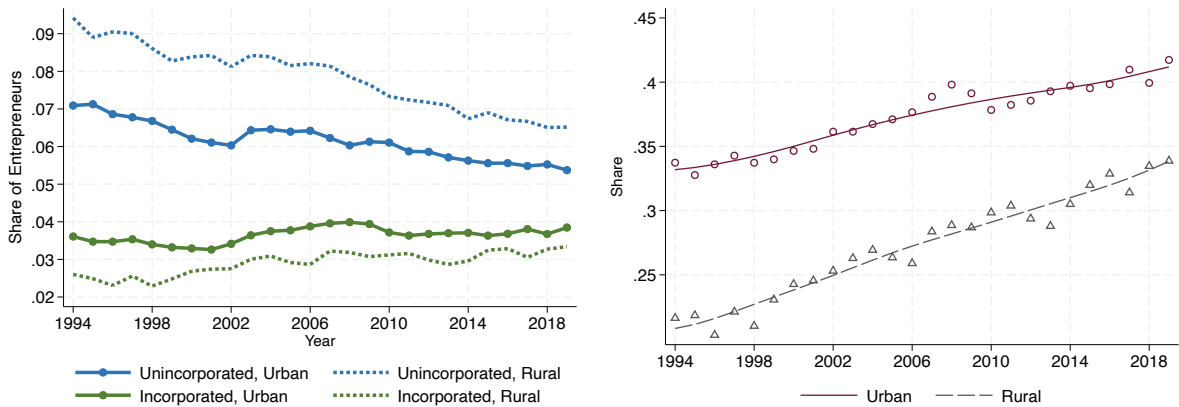 Share of Entrepreneurs
.09
.08
.07
.06
.05
.04
.03
.02
1994 1998 2002 2006 2010 2014 2018
Year
Unincorporated, Urban Unincorporated, Rural
Incorporated, Urban Incorporated, Rural
Share
.45
.4
.35
.3
.25
1994 1998 2002 2006 2010 2014 2018
Urban Rural